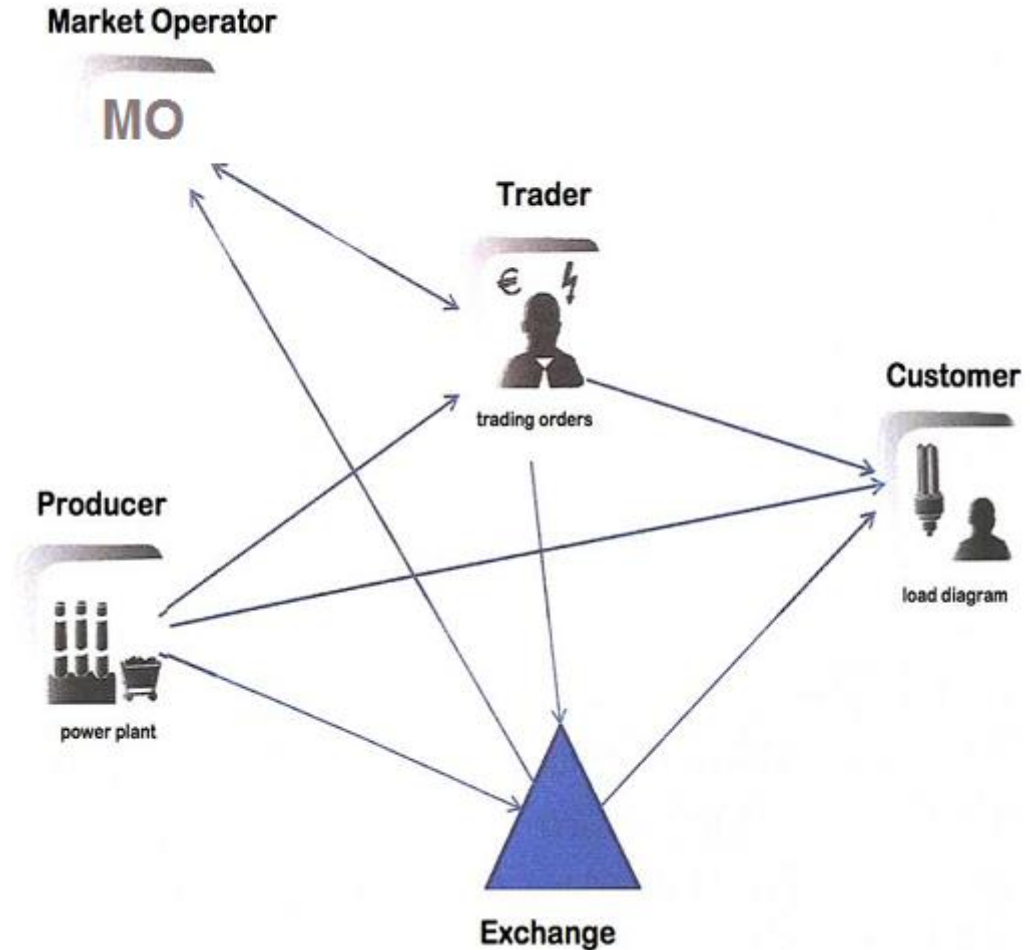 Market Operator
MO
Trader
€
trading orders
Customer
load diagram
Producer
power plant
Exchange